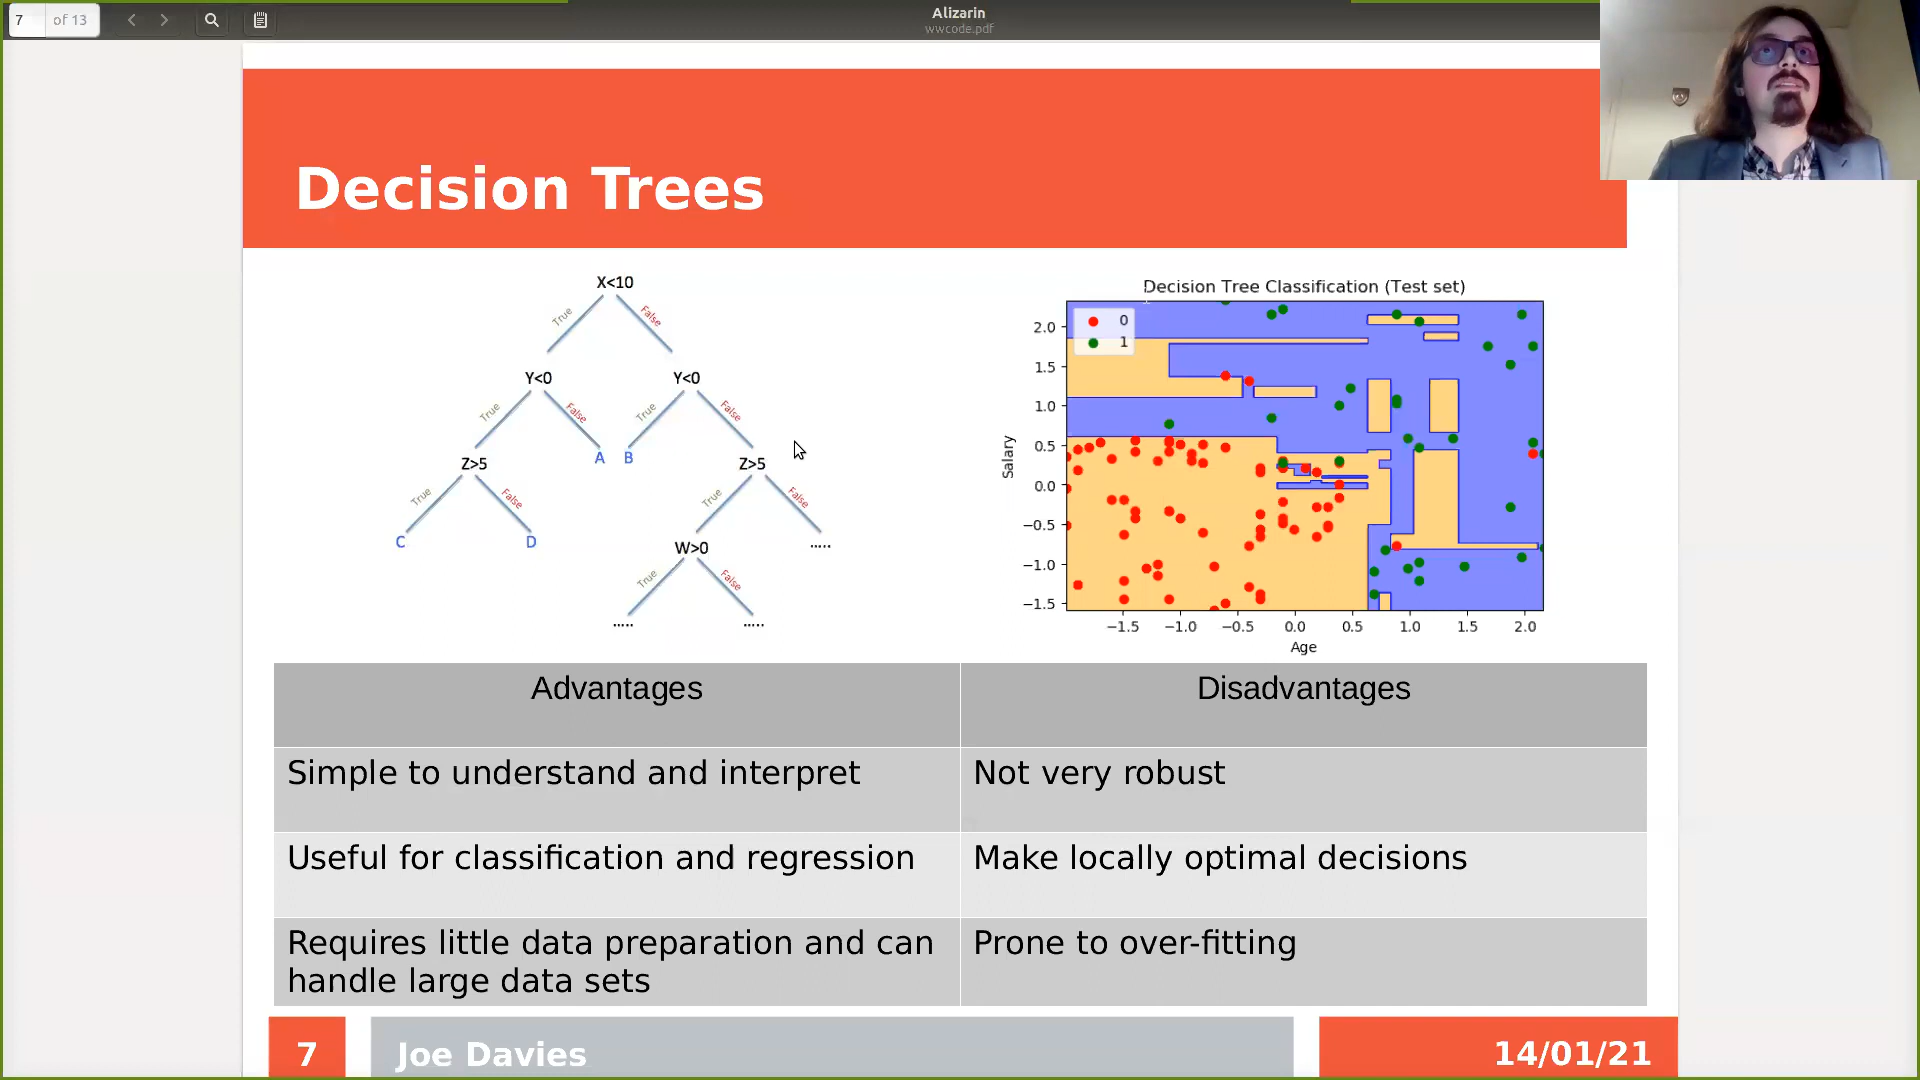 7 of 13
Alizarin
wwcode.pdf
Decision Trees
X<10
True
False
Y<0
Y<0
True
False
True
False
Z>5
A
B
Z>5
True
False
True
False
C
D
W>0
.....
True
False
.....
.....
Decision Tree Classification (Test set)
0
1
2.0
1.5
1.0
0.5
0.0
−0.5
−1.0
−1.5
Salary
−1.5 −1.0 −0.5 0.0 0.5 1.0 1.5 2.0
Age
Advantages
Disadvantages
Simple to understand and interpret
Not very robust
Useful for classification and regression
Make locally optimal decisions
Requires little data preparation and can
handle large data sets
Prone to over-fitting
7
Joe Davies
14/01/21